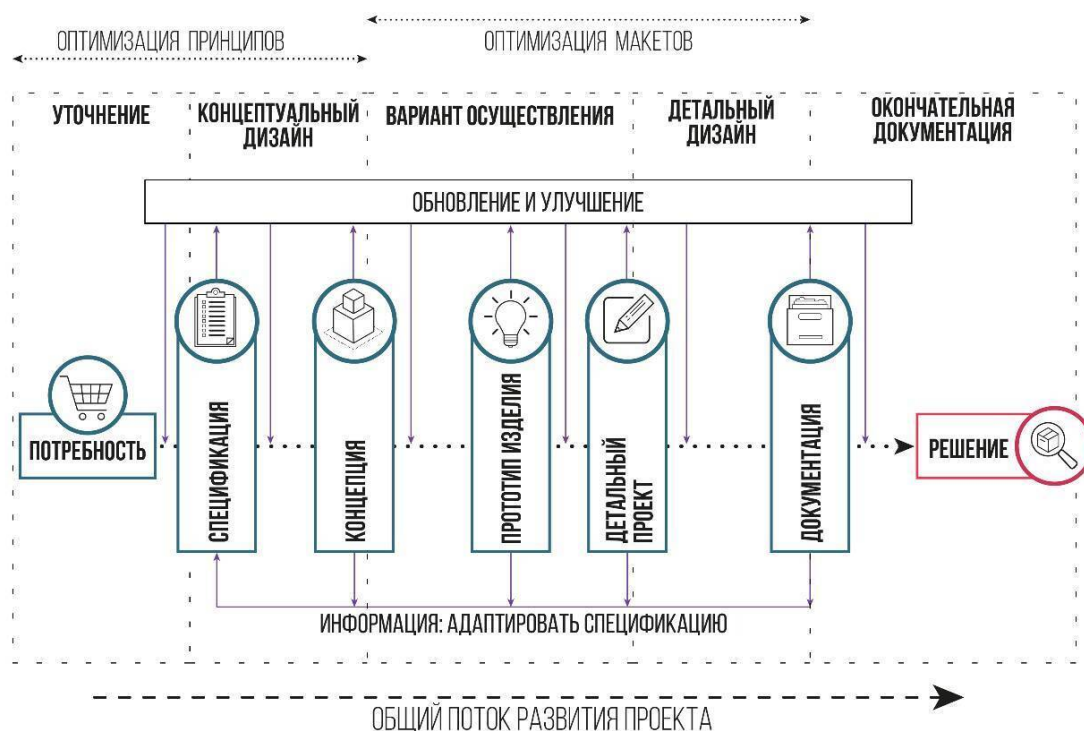 ОПТИМИЗАЦИЯ ПРИНЦИПОВ
ОПТИМИЗАЦИЯ МАКЕТОВ
УТОЧНЕНИЕ
КОНЦЕПТУАЛЬНЫЙ
ДИЗАЙН
ВАРИАНТ ОСУЩЕСТВЛЕНИЯ
ДЕТАЛЬНЫЙ
ДИЗАЙН
ОКОНЧАТЕЛЬНАЯ
ДОКУМЕНТАЦИЯ
ОБНОВЛЕНИЕ И УЛУЧШЕНИЕ
ПОТРЕБНОСТЬ
СПЕЦИФИКАЦИЯ
КОНЦЕПЦИЯ
ПРОТОТИП ИЗДЕЛИЯ
ДЕТАЛЬНЫЙ
ПРОЕКТ
ДОКУМЕНТАЦИЯ
РЕШЕНИЕ
ИНФОРМАЦИЯ: АДАПТИРОВАТЬ СПЕЦИФИКАЦИЮ
ОБЩИЙ ПОТОК РАЗВИТИЯ ПРОЕКТА